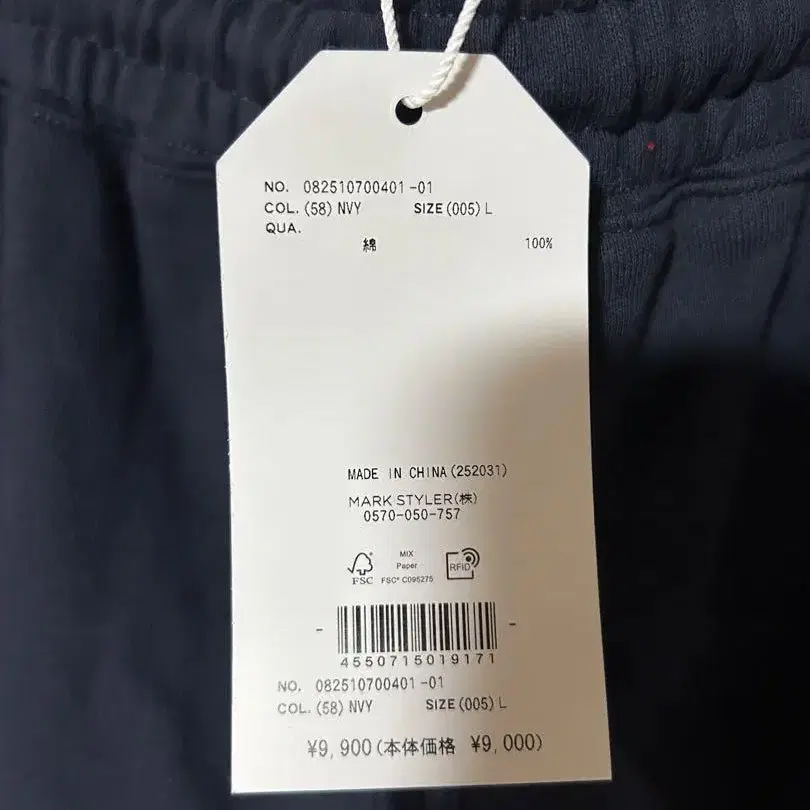 NO. 082510700401-01
COL. (58) NVY SIZE (005) L
QUA.
綿 100%
MADE IN CHINA (252031)
MARK STYLER(株)
0570-050-757
FSC
MIX
Paper
FSC® C095275
RFID
4550715019171
NO. 082510700401-01
COL. (58) NVY SIZE (005) L
¥9,900(本体価格 ¥9,000)